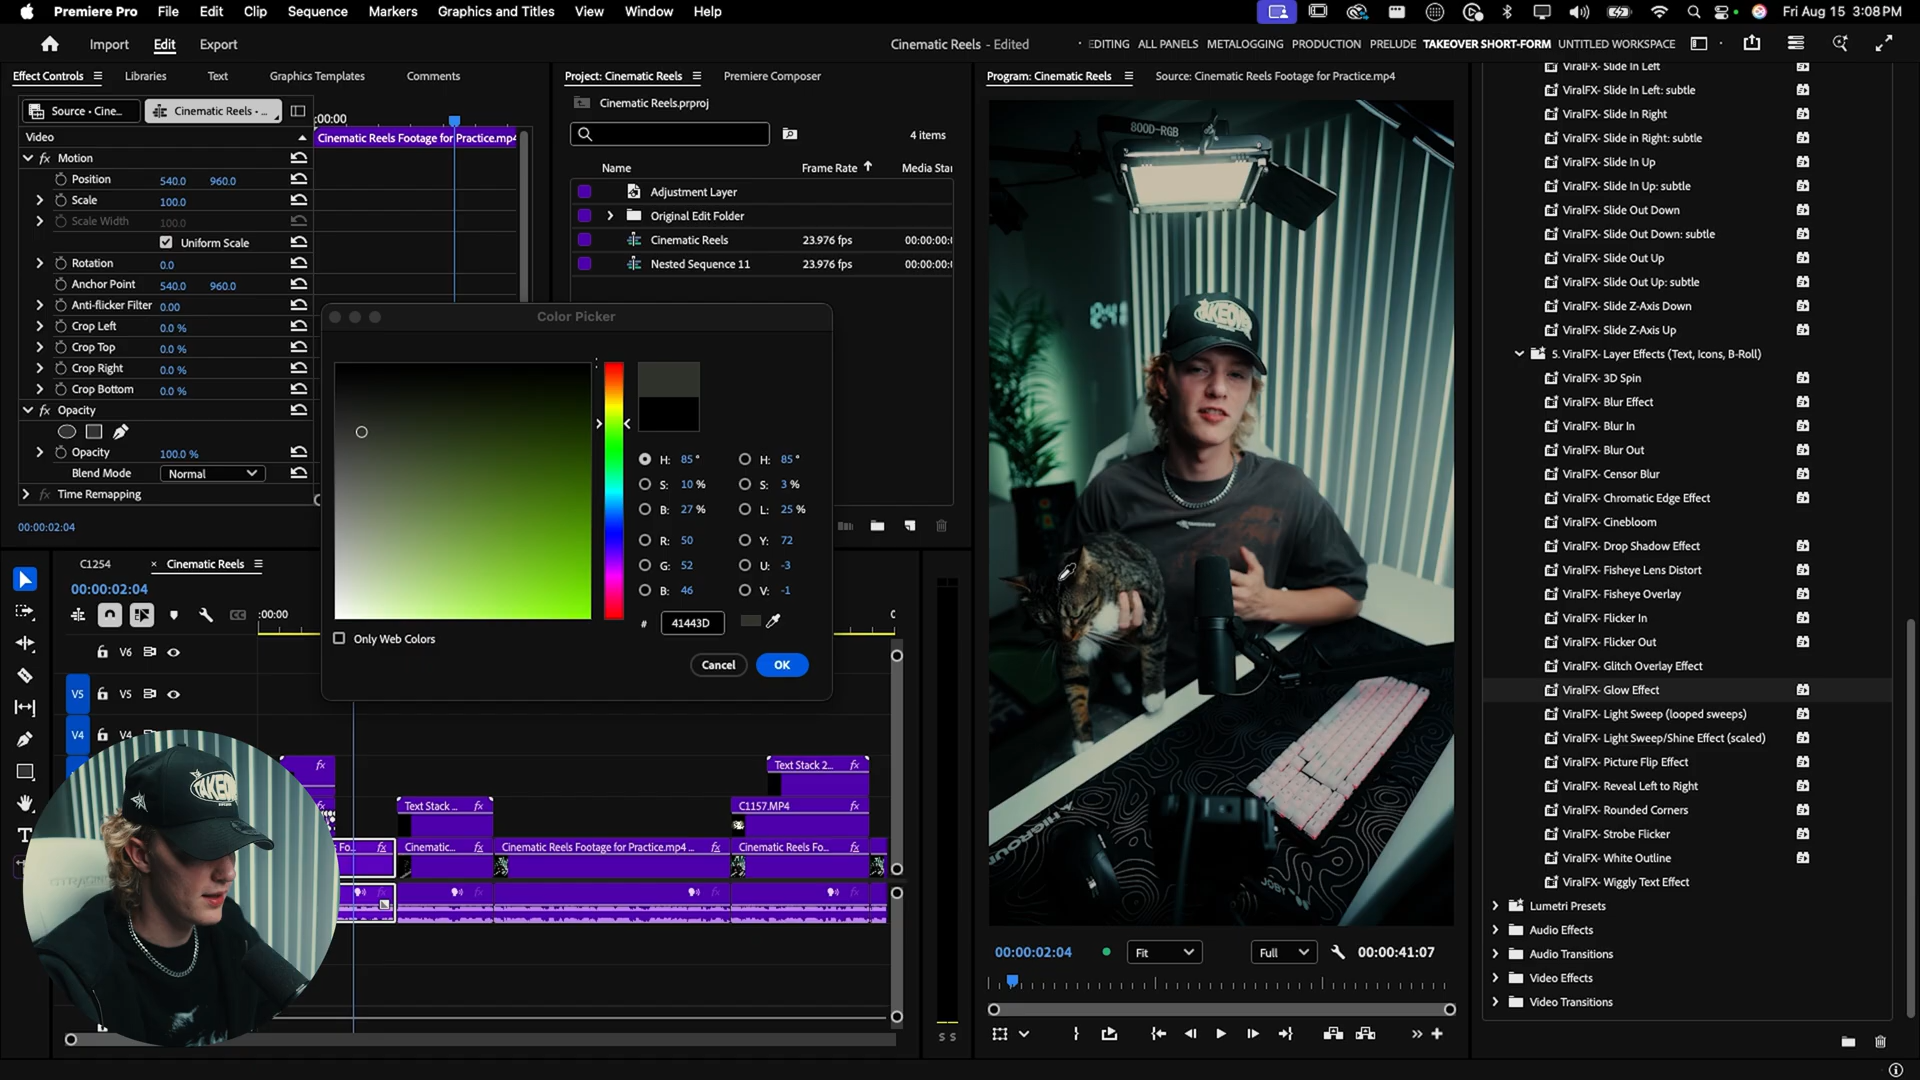 Premiere Pro File Edit Clip Sequence Markers Graphics and Titles View Window Help Fri Aug 15 3:08 PM
Import Edit Export Cinematic Reels - Edited EDITING ALL PANELS METALOGGING PRODUCTION PRELUDE TAKEOVER SHORT-FORM UNTITLED WORKSPACE
Effect Controls Libraries Text Graphics Templates Comments
Source • Cine... Cinematic Reels • ...
:00:00
Video
Cinematic Reels Footage for Practice.mp4
fx Motion
Position 540.0 960.0
Scale 100.0
Scale Width 100.0
Uniform Scale
Rotation 0.0
Anchor Point 540.0 960.0
Anti-flicker Filter 0.00
Crop Left 0.0 %
Crop Top 0.0 %
Crop Right 0.0 %
Crop Bottom 0.0 %
fx Opacity
Opacity 100.0 %
Blend Mode Normal
fx Time Remapping
00:00:02:04
Project: Cinematic Reels Premiere Composer
Cinematic Reels.prproj
4 items
Name Frame Rate Media Star
Adjustment Layer
Original Edit Folder
Cinematic Reels 23.976 fps 00:00:00:
Nested Sequence 11 23.976 fps 00:00:00:
Color Picker
H: 85 ° H: 85 °
S: 10 % S: 3 %
B: 27 % L: 25 %
R: 50 Y: 72
G: 52 U: -3
B: 46 V: -1
# 41443D
Only Web Colors
Cancel OK
Program: Cinematic Reels Source: Cinematic Reels Footage for Practice.mp4
800D-RGB
TAKEOVER
JOBY
00:00:02:04 Fit Full 00:00:41:07
C1254 × Cinematic Reels
00:00:02:04
CC
:00:00
V6
V5 V5
V4 V4
fx
Text Stack 2... fx
Text Stack ... fx
C1157.MP4 fx
Fo... fx
Cinematic... fx
Cinematic Reels Footage for Practice.mp4 ... fx
Cinematic Reels Fo... fx
S S
ViralFX- Slide In Left
ViralFX- Slide In Left: subtle
ViralFX- Slide In Right
ViralFX- Slide in Right: subtle
ViralFX- Slide In Up
ViralFX- Slide In Up: subtle
ViralFX- Slide Out Down
ViralFX- Slide Out Down: subtle
ViralFX- Slide Out Up
ViralFX- Slide Out Up: subtle
ViralFX- Slide Z-Axis Down
ViralFX- Slide Z-Axis Up
5. ViralFX- Layer Effects (Text, Icons, B-Roll)
ViralFX- 3D Spin
ViralFX- Blur Effect
ViralFX- Blur In
ViralFX- Blur Out
ViralFX- Censor Blur
ViralFX- Chromatic Edge Effect
ViralFX- Cinebloom
ViralFX- Drop Shadow Effect
ViralFX- Fisheye Lens Distort
ViralFX- Fisheye Overlay
ViralFX- Flicker In
ViralFX- Flicker Out
ViralFX- Glitch Overlay Effect
ViralFX- Glow Effect
ViralFX- Light Sweep (looped sweeps)
ViralFX- Light Sweep/Shine Effect (scaled)
ViralFX- Picture Flip Effect
ViralFX- Reveal Left to Right
ViralFX- Rounded Corners
ViralFX- Strobe Flicker
ViralFX- White Outline
ViralFX- Wiggly Text Effect
Lumetri Presets
Audio Effects
Audio Transitions
Video Effects
Video Transitions